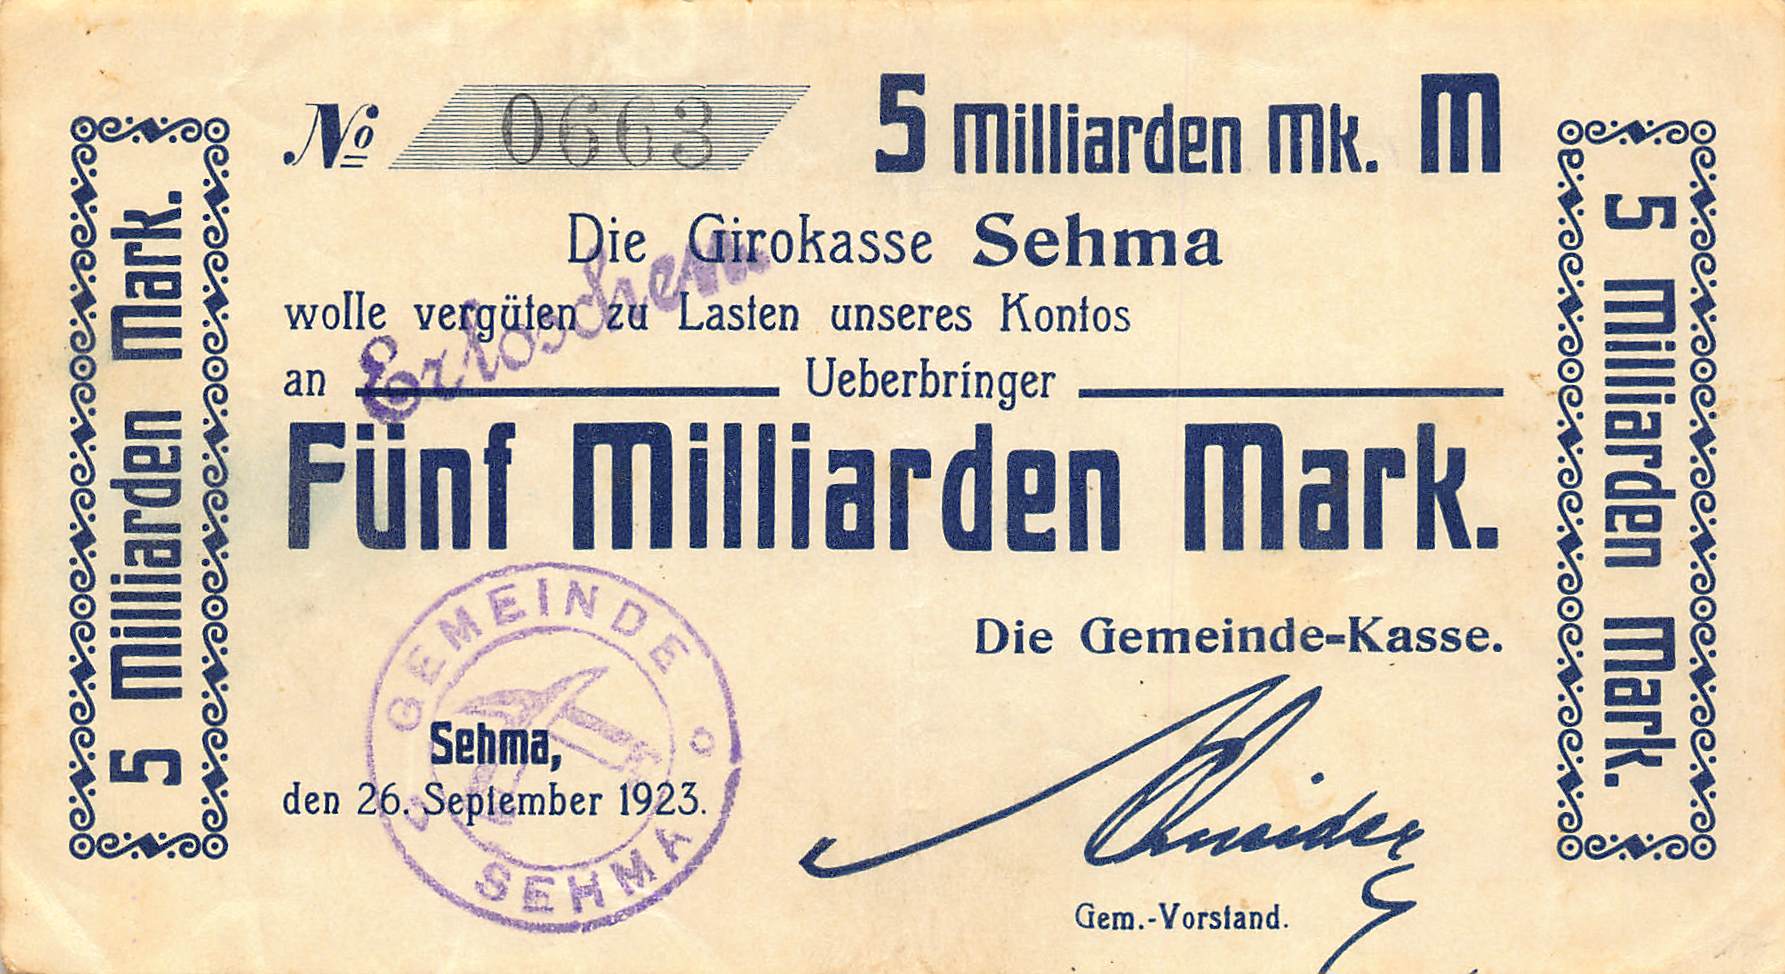 № 0663 5 Milliarden Mk. M
Die Girokasse Sehma
wolle vergüten zu Lasten unseres Kontos
an Ueberbringer
Erloschen
Fünf Milliarden Mark.
Die Gemeinde-Kasse.
Sehma,
den 26. September 1923.
GEMEINDE
SEHMA
Gem.-Vorstand.
5 Milliarden Mark.
5 Milliarden Mark.